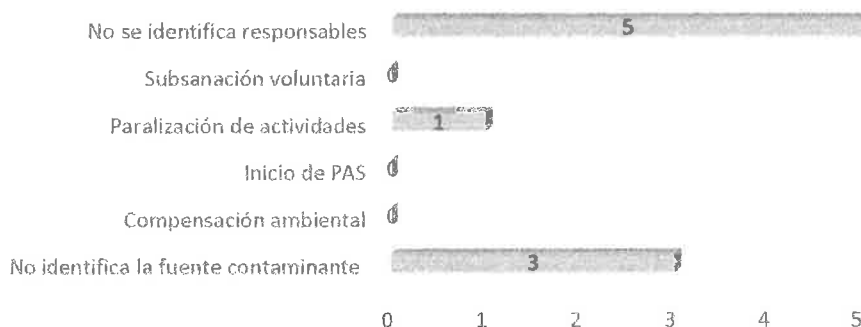 No se identifica responsables 5
Subsanación voluntaria 0
Paralización de actividades 1
Inicio de PAS 0
Compensación ambiental 0
No identifica la fuente contaminante 3
0 1 2 3 4 5